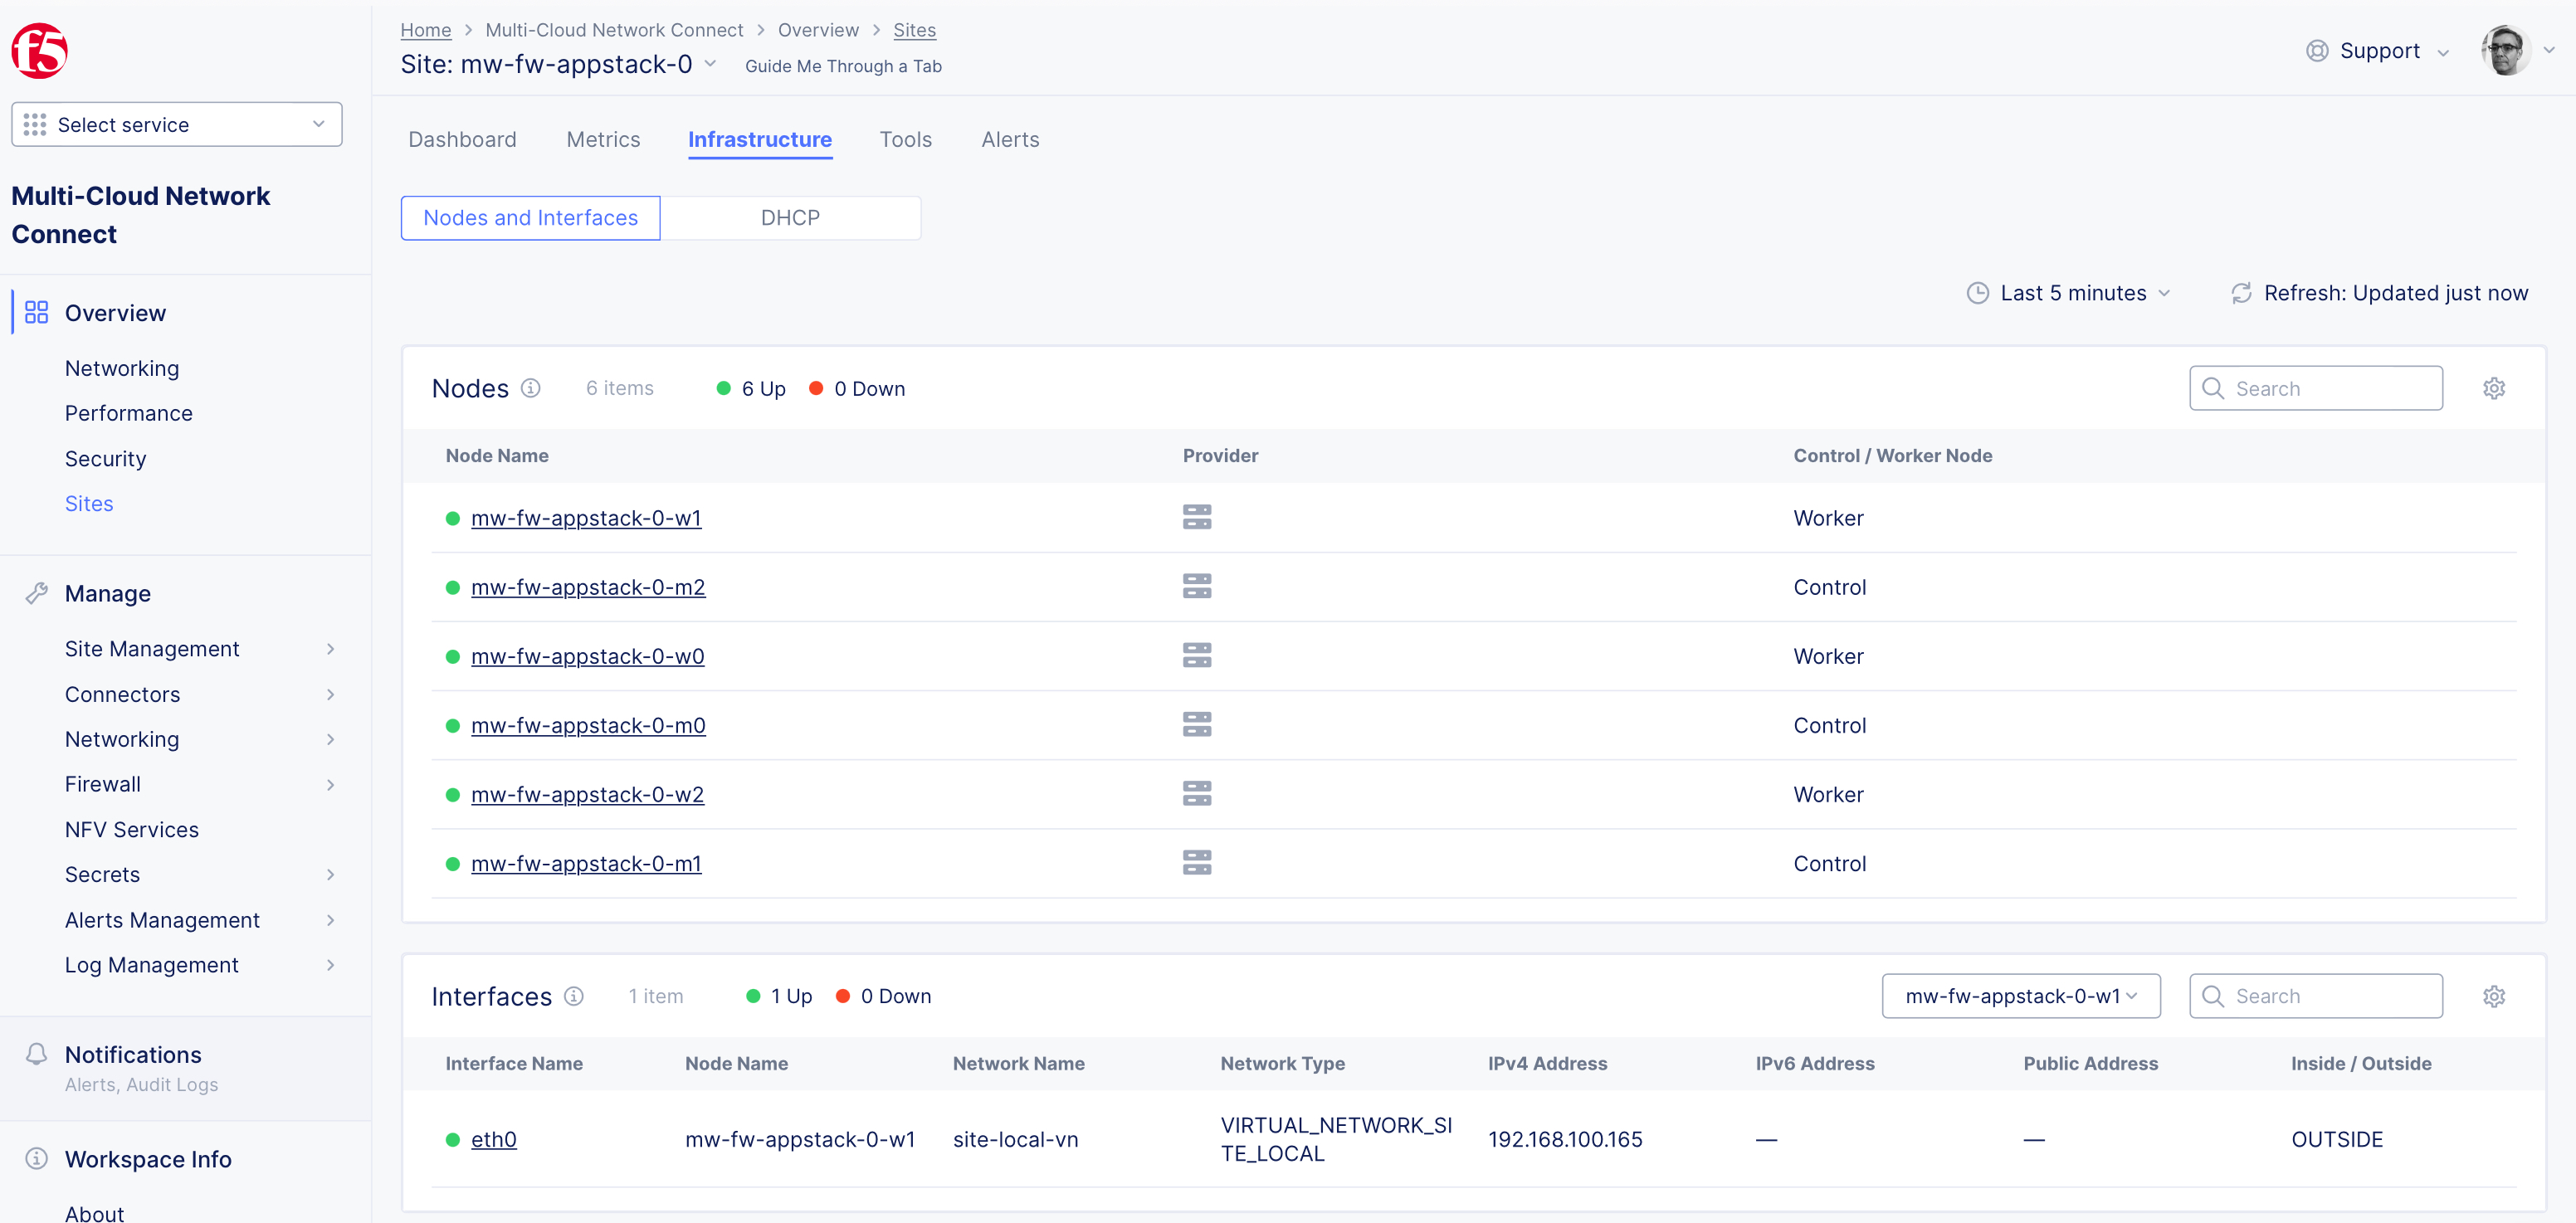 f5
Home > Multi-Cloud Network Connect > Overview > Sites
Site: mw-fw-appstack-0
Guide Me Through a Tab
Support
Select service
Multi-Cloud Network
Connect
Overview
Networking
Performance
Security
Sites
Manage
Site Management
Connectors
Networking
Firewall
NFV Services
Secrets
Alerts Management
Log Management
Notifications
Alerts, Audit Logs
Workspace Info
About
Dashboard Metrics Infrastructure Tools Alerts
Nodes and Interfaces DHCP
Last 5 minutes Refresh: Updated just now
Nodes 6 items 6 Up 0 Down Search
Node Name Provider Control / Worker Node
mw-fw-appstack-0-w1 Worker
mw-fw-appstack-0-m2 Control
mw-fw-appstack-0-w0 Worker
mw-fw-appstack-0-m0 Control
mw-fw-appstack-0-w2 Worker
mw-fw-appstack-0-m1 Control
Interfaces 1 item 1 Up 0 Down mw-fw-appstack-0-w1 Search
Interface Name Node Name Network Name Network Type IPv4 Address IPv6 Address Public Address Inside / Outside
eth0 mw-fw-appstack-0-w1 site-local-vn VIRTUAL_NETWORK_SI 192.168.100.165 — — OUTSIDE
TE_LOCAL